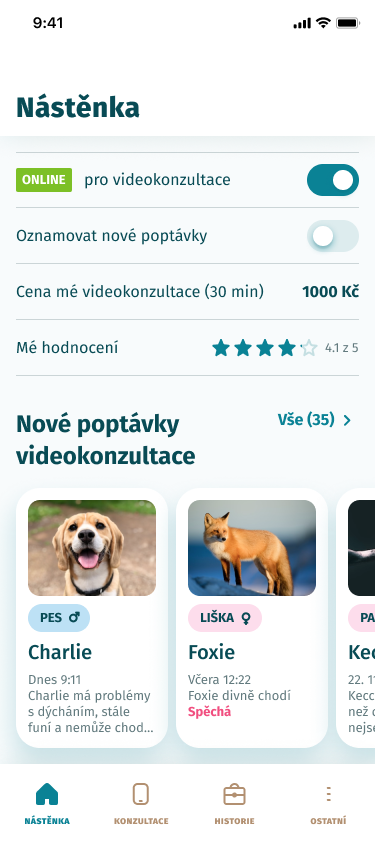 9:41
Nástěnka
ONLINE pro videokonzultace
Oznamovat nové poptávky
Cena mé videokonzultace (30 min) 1000 Kč
Mé hodnocení 4.1 z 5
Nové poptávky
videokonzultace
Vše (35)
PES
Charlie
Dnes 9:11
Charlie má problémy
s dýcháním, stále
funí a nemůže chod...
LIŠKA
Foxie
Včera 12:22
Foxie divně chodí
Spěchá
PA
Kec
22. 1
Kecc
než o
nejse
NÁSTĚNKA
KONZULTACE
HISTORIE
OSTATNÍ